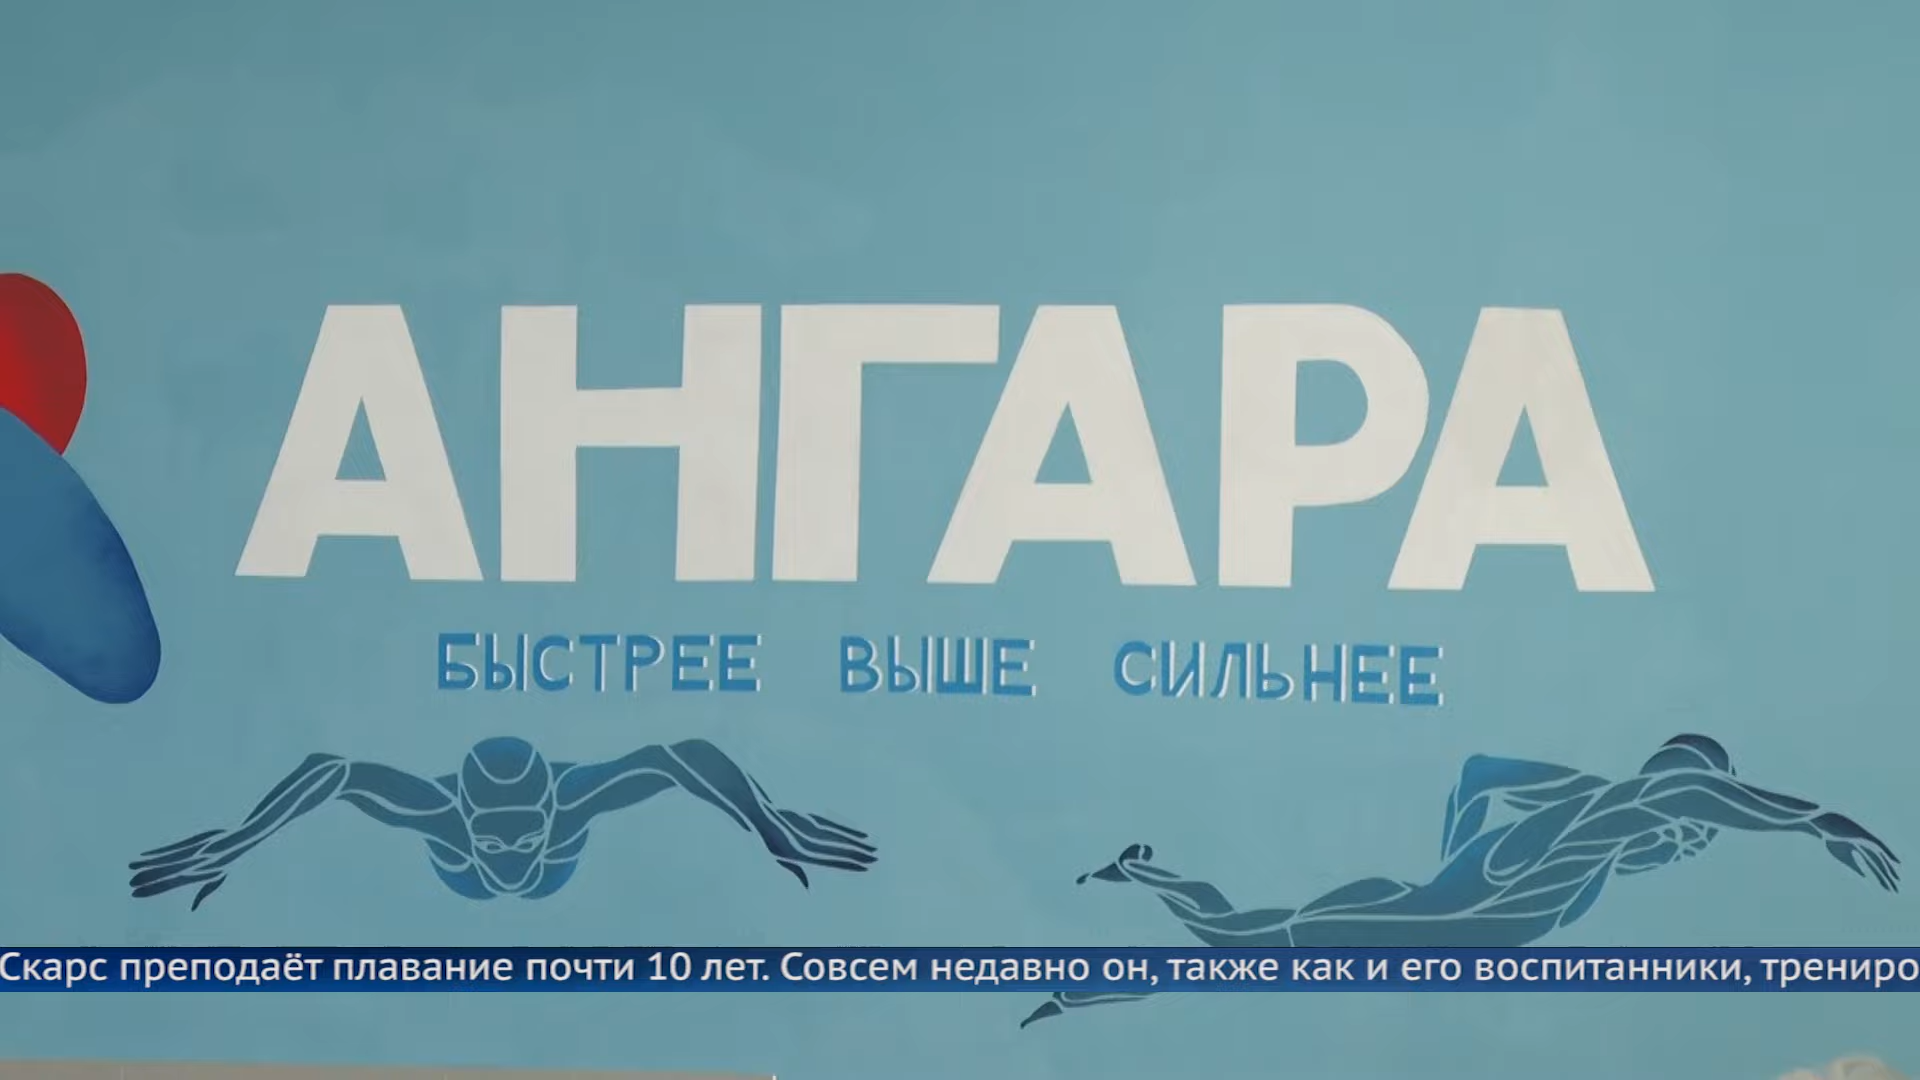 АНГАРА
БЫСТРЕЕ ВЫШЕ СИЛЬНЕЕ
Скарс преподаёт плавание почти 10 лет. Совсем недавно он, также как и его воспитанники, трениро